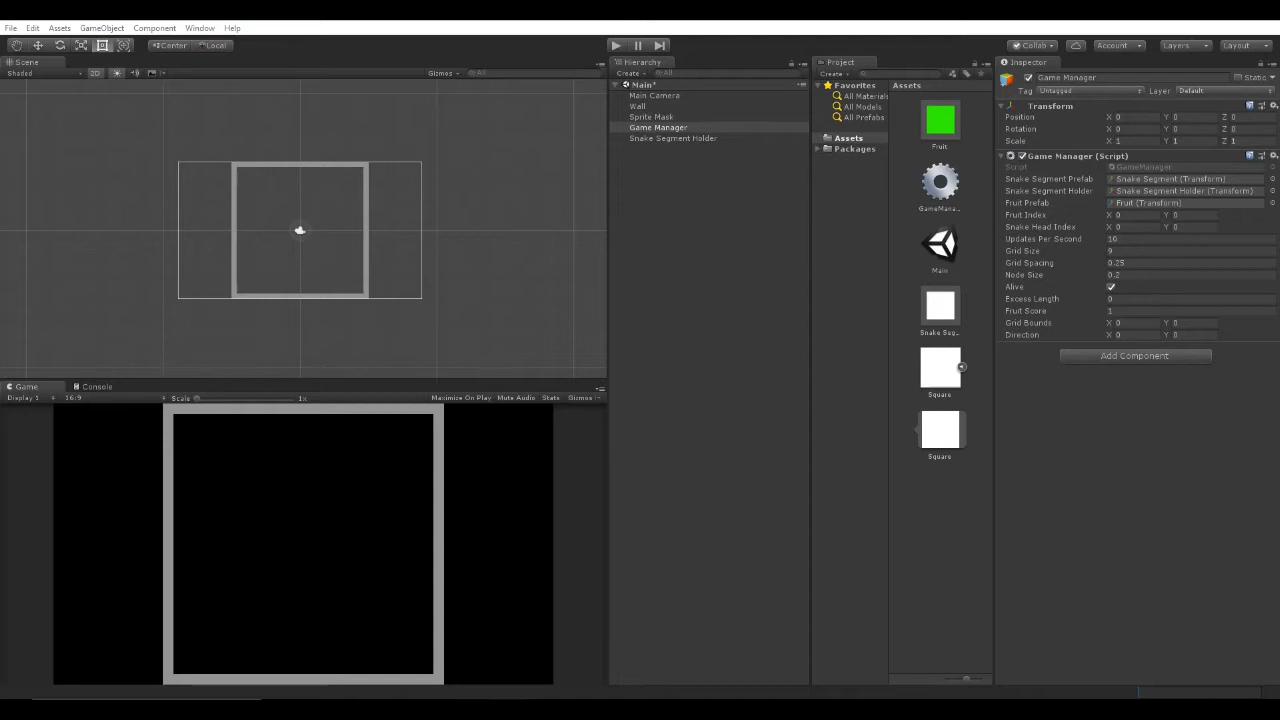 File Edit Assets GameObject Component Window Help
Center Local Collab Account Layers Layout
Scene Hierarchy Project Inspector
Shaded 2D Gizmos All
Create All
Create
Main*
Main Camera
Wall
Sprite Mask
Game Manager
Snake Segment Holder
Favorites
All Materials
All Models
All Prefabs
Assets
Packages
Assets
Fruit
GameMana...
Main
Snake Seg...
Square
Square
Game Manager Static
Tag Untagged Layer Default
Transform
Position X 0 Y 0 Z 0
Rotation X 0 Y 0 Z 0
Scale X 1 Y 1 Z 1
Game Manager (Script)
Script GameManager
Snake Segment Prefab Snake Segment (Transform)
Snake Segment Holder Snake Segment Holder (Transform)
Fruit Prefab Fruit (Transform)
Fruit Index X 0 Y 0
Snake Head Index X 0 Y 0
Updates Per Second 10
Grid Size 9
Grid Spacing 0.25
Node Size 0.2
Alive
Excess Length 0
Fruit Score 1
Grid Bounds X 0 Y 0
Direction X 0 Y 0
Add Component
Game Console
Display 1 16:9 Scale 1x Maximize On Play Mute Audio Stats Gizmos